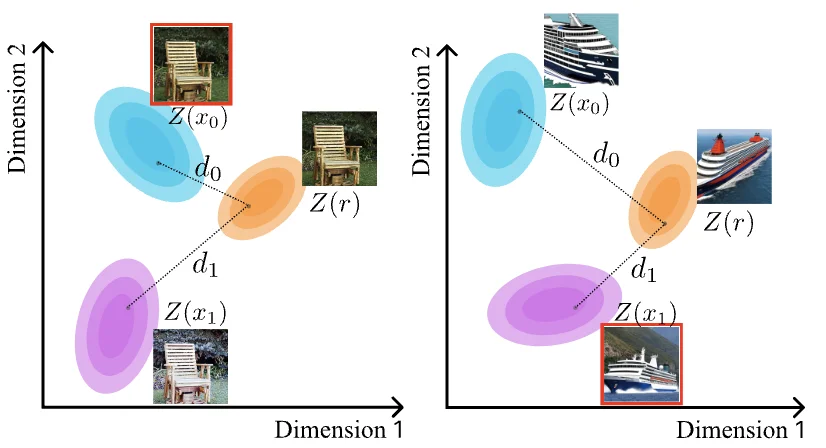 Dimension 2
Z(x₀)
d₀
Z(r)
d₁
Z(x₁)
Dimension 1
Dimension 2
Z(x₀)
d₀
Z(r)
d₁
Z(x₁)
Dimension 1